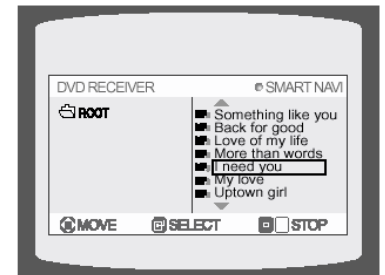 DVD RECEIVER SMART NAVI
ROOT
Something like you
Back for good
Love of my life
More than words
I need you
My love
Uptown girl
MOVE SELECT STOP